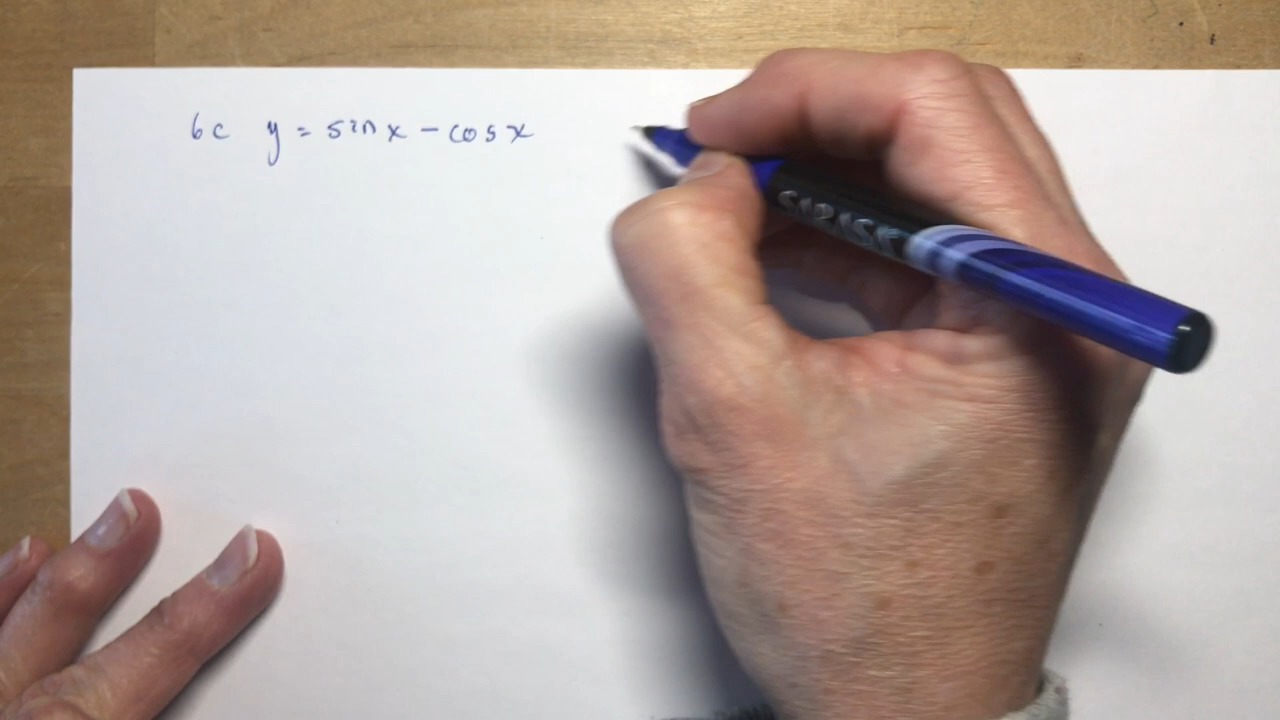 6c y = sin x - cos x